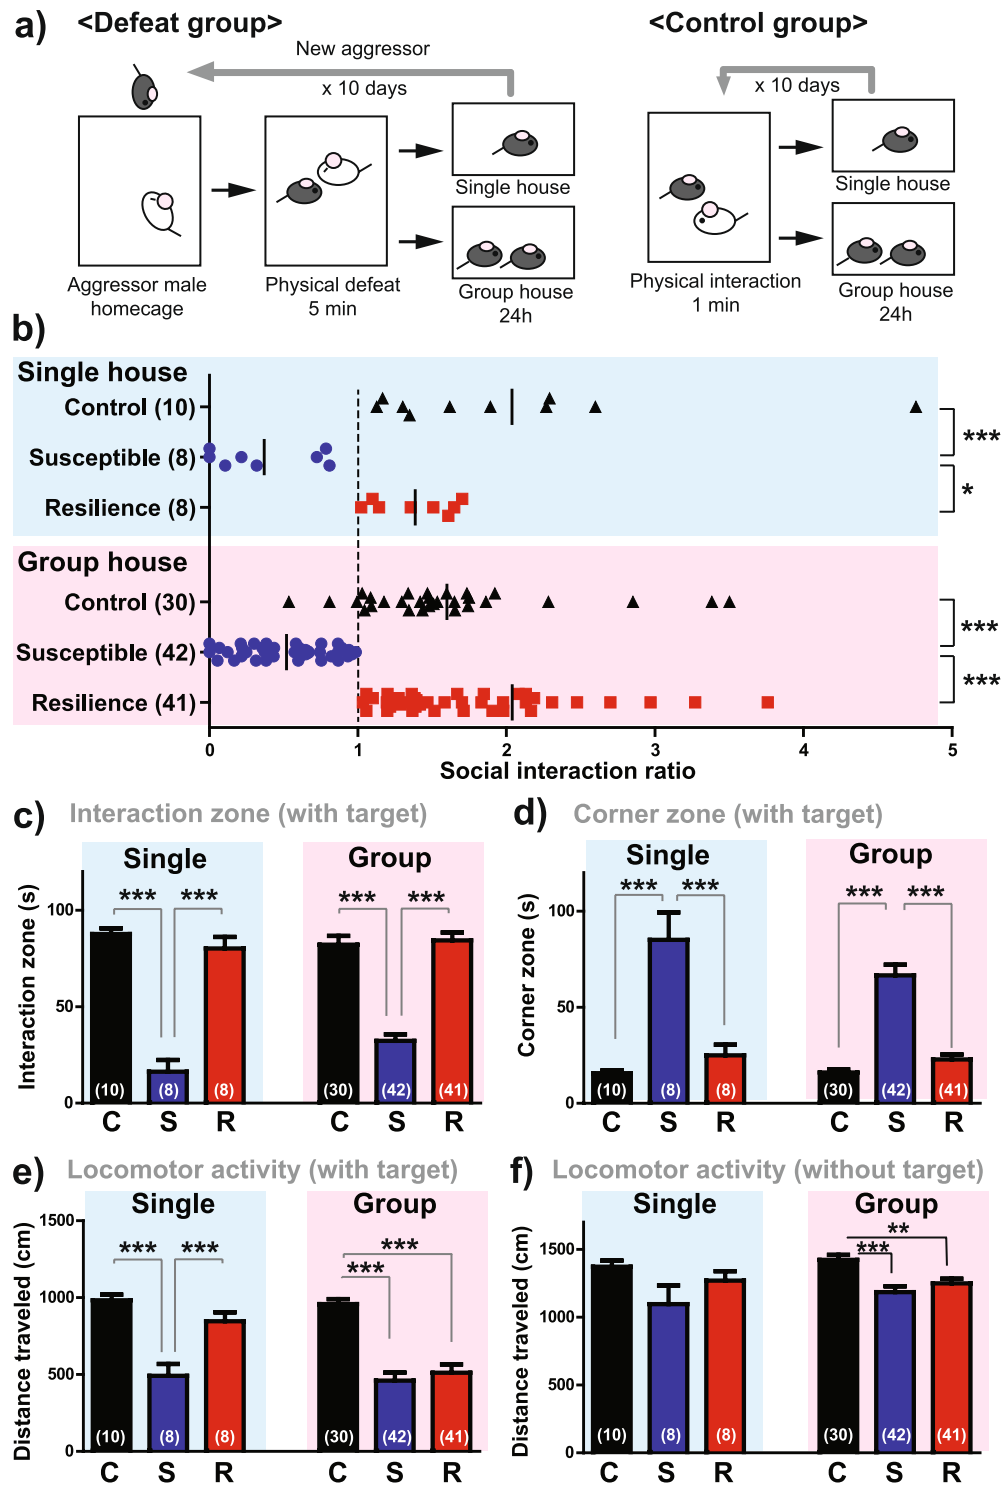 a) <Defeat group> <Control group>
New aggressor
x 10 days x 10 days
Single house Single house
Aggressor male homecage
Physical defeat 5 min
Group house 24h
Physical interaction 1 min
Group house 24h
b)
Single house
Control (10)
***
Susceptible (8)
*
Resilience (8)
Group house
Control (30)
***
Susceptible (42)
***
Resilience (41)
0 1 2 3 4 5
Social interaction ratio
c) Interaction zone (with target)
Single Group
*** *** *** ***
Interaction zone (s)
100
50
0
(10) (8) (8) (30) (42) (41)
C S R C S R
d) Corner zone (with target)
Single Group
*** *** *** ***
Corner zone (s)
100
50
0
(10) (8) (8) (30) (42) (41)
C S R C S R
e) Locomotor activity (with target)
Single Group
*** *** *** ***
Distance traveled (cm)
1500
1000
500
0
(10) (8) (8) (30) (42) (41)
C S R C S R
f) Locomotor activity (without target)
Single Group
**
***
Distance traveled (cm)
1500
1000
500
0
(10) (8) (8) (30) (42) (41)
C S R C S R